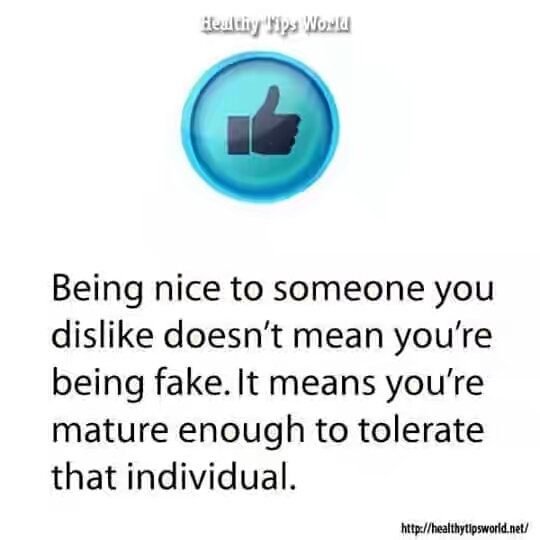 Healthy Tips World
Being nice to someone you
dislike doesn't mean you're
being fake. It means you're
mature enough to tolerate
that individual.
http://healthytipsworld.net/